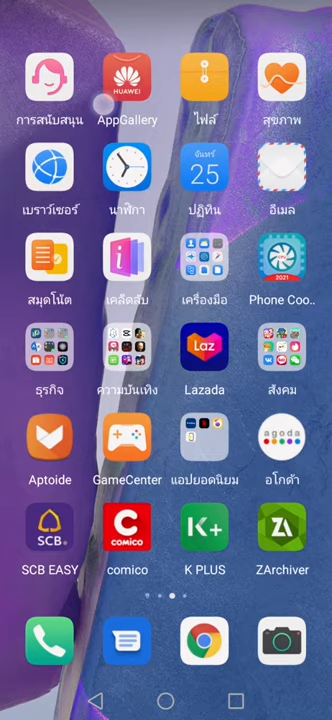 HUAWEI
การสนับสนุน
AppGallery
ไฟล์
สุขภาพ
จันทร์
25
เบราว์เซอร์
นาฬิกา
ปฏิทิน
อีเมล
2021
สมุดโน้ต
เคล็ดลับ
เครื่องมือ
Phone Coo..
Laz
ธุรกิจ
ความบันเทิง
Lazada
สังคม
agoda
Aptoide
GameCenter
แอปยอดนิยม
อโกด้า
SCB
C
comico
K+
ZA
SCB EASY
comico
K PLUS
ZArchiver